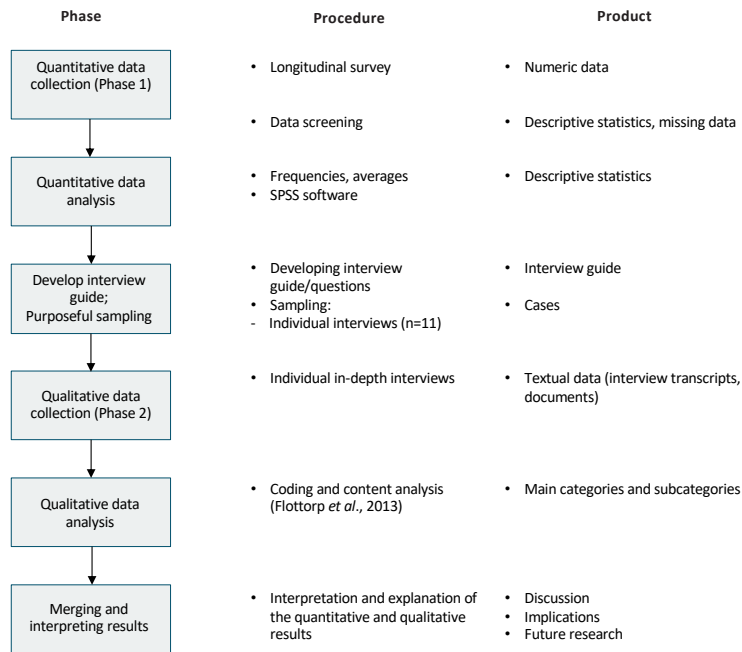 Phase
Procedure
Product
Quantitative data
collection (Phase 1)
• Longitudinal survey
• Numeric data
• Data screening
• Descriptive statistics, missing data
Quantitative data
analysis
• Frequencies, averages
• SPSS software
• Descriptive statistics
Develop interview
guide;
Purposeful sampling
• Developing interview
guide/questions
• Sampling:
- Individual interviews (n=11)
• Interview guide
• Cases
Qualitative data
collection (Phase 2)
• Individual in-depth interviews
• Textual data (interview transcripts,
documents)
Qualitative data
analysis
• Coding and content analysis
(Flottorp et al., 2013)
• Main categories and subcategories
Merging and
interpreting results
• Interpretation and explanation of
the quantitative and qualitative
results
• Discussion
• Implications
• Future research